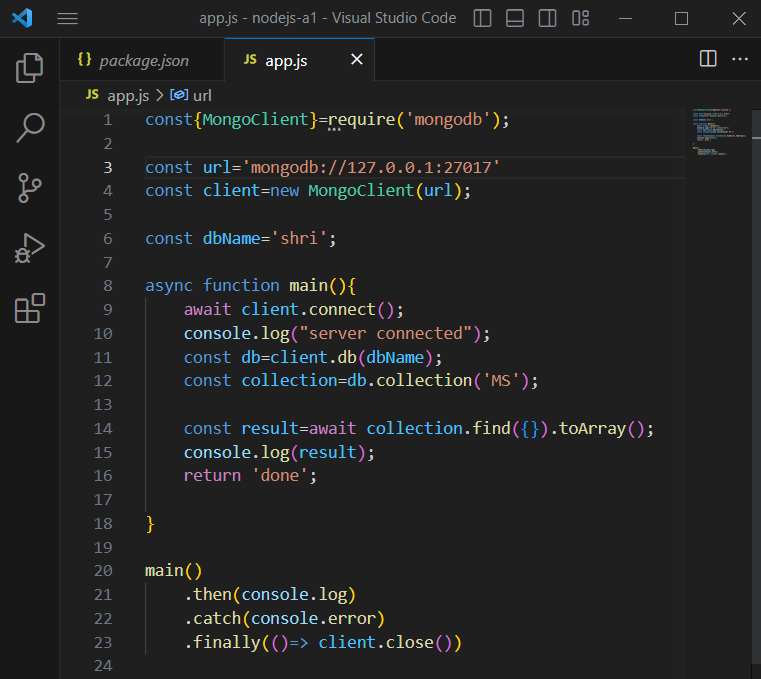 app.js - nodejs-a1 - Visual Studio Code
{} package.json
JS app.js
JS app.js > url
1 const{MongoClient}=require('mongodb');
2
3 const url='mongodb://127.0.0.1:27017'
4 const client=new MongoClient(url);
5
6 const dbName='shri';
7
8 async function main(){
9 await client.connect();
10 console.log("server connected");
11 const db=client.db(dbName);
12 const collection=db.collection('MS');
13
14 const result=await collection.find({}).toArray();
15 console.log(result);
16 return 'done';
17
18 }
19
20 main()
21 .then(console.log)
22 .catch(console.error)
23 .finally(()=> client.close())
24